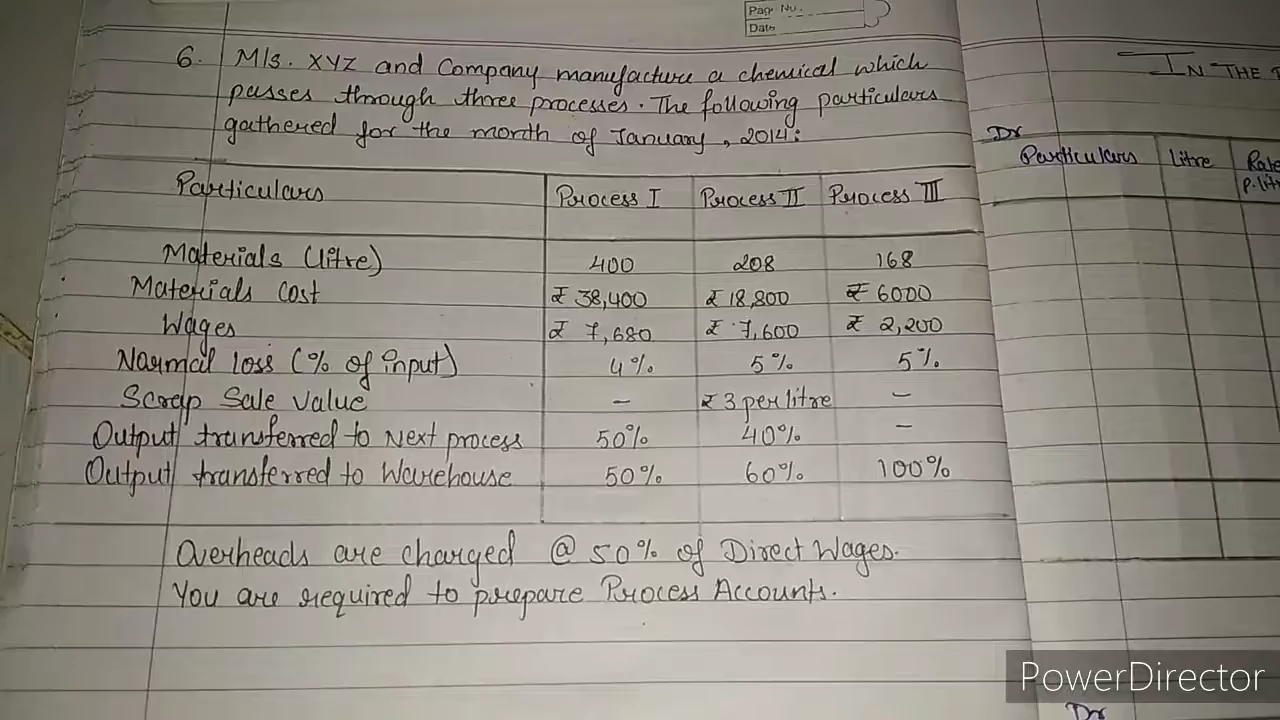 Page No.
Date
6. M/s. XYZ and Company manufacture a chemical which
passes through three processes. The following particulars
gathered for the month of January, 2014:
Particulars Process I Process II Process III
Materials (litre) 400 208 168
Materials Cost ₹ 38,400 ₹ 18,800 ₹ 6000
Wages ₹ 7,680 ₹ 7,600 ₹ 2,200
Normal loss (% of input) 4% 5% 5%
Scrap Sale Value – ₹ 3 per litre –
Output transferred to Next process 50% 40% –
Output transferred to Warehouse 50% 60% 100%
Overheads are charged @ 50% of Direct Wages.
You are required to prepare Process Accounts.
IN THE
Dr
Particulars Litre Rate
P.lit
Dr
PowerDirector